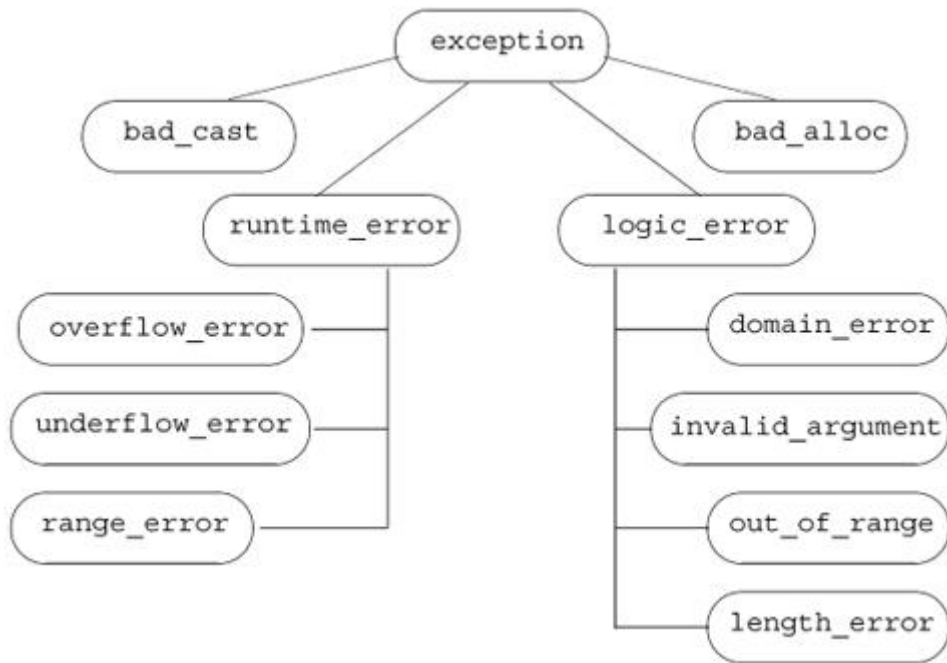 exception
bad_cast
bad_alloc
runtime_error
logic_error
overflow_error
domain_error
underflow_error
invalid_argument
range_error
out_of_range
length_error